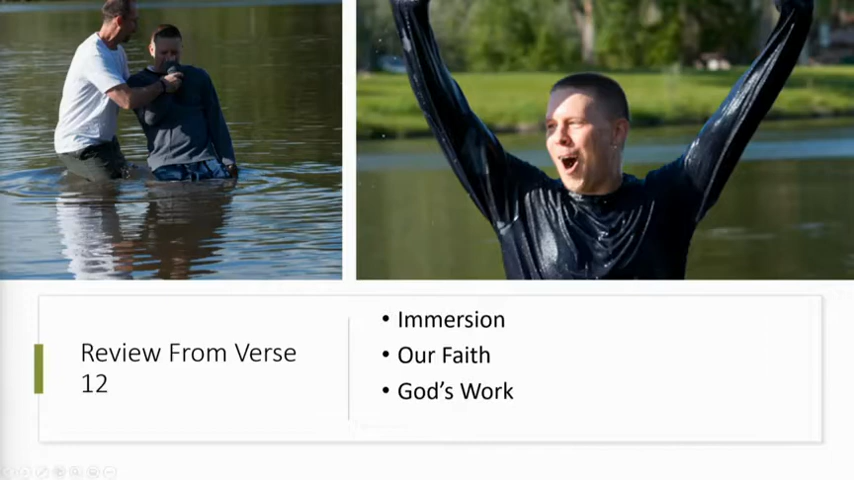 Review From Verse
12
• Immersion
• Our Faith
• God's Work